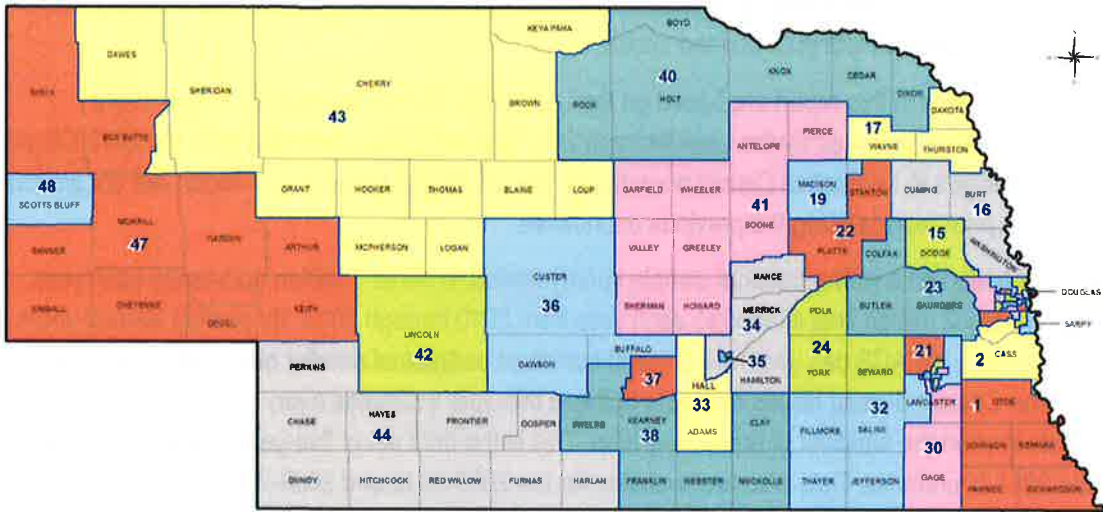 BOYD
KEYA PAHA
DAWES
KNOX
CEDAR
CHERRY
40
SIOUX
SHERIDAN
HOLT
DIXON
BROWN
ROCK
DAKOTA
43
PIERCE
17
BOX BUTTE
ANTELOPE
WAYNE
THURSTON
48
GRANT
HOOKER
THOMAS
BLAINE
LOUP
GARFIELD
WHEELER
MADISON
STANTON
CUMING
BURT
SCOTTS BLUFF
41
19
16
MORRILL
BOONE
22
15
BANNER
47
GARDEN
ARTHUR
MCPHERSON
LOGAN
VALLEY
GREELEY
PLATTE
COLFAX
DODGE
WASHINGTON
CUSTER
NANCE
23
DOUGLAS
KIMBALL
CHEYENNE
KEITH
36
SHERMAN
HOWARD
MERRICK
POLK
BUTLER
SAUNDERS
DEUEL
LINCOLN
34
SARPY
42
BUFFALO
24
21
2
CASS
PERKINS
DAWSON
35
37
HALL
HAMILTON
YORK
SEWARD
CHASE
HAYES
FRONTIER
GOSPER
PHELPS
KEARNEY
33
CLAY
FILLMORE
32
SALINE
LANCASTER
1
OTOE
44
38
ADAMS
30
JOHNSON
NEMAHA
DUNDY
HITCHCOCK
RED WILLOW
FURNAS
HARLAN
FRANKLIN
WEBSTER
NUCKOLLS
THAYER
JEFFERSON
GAGE
PAWNEE
RICHARDSON